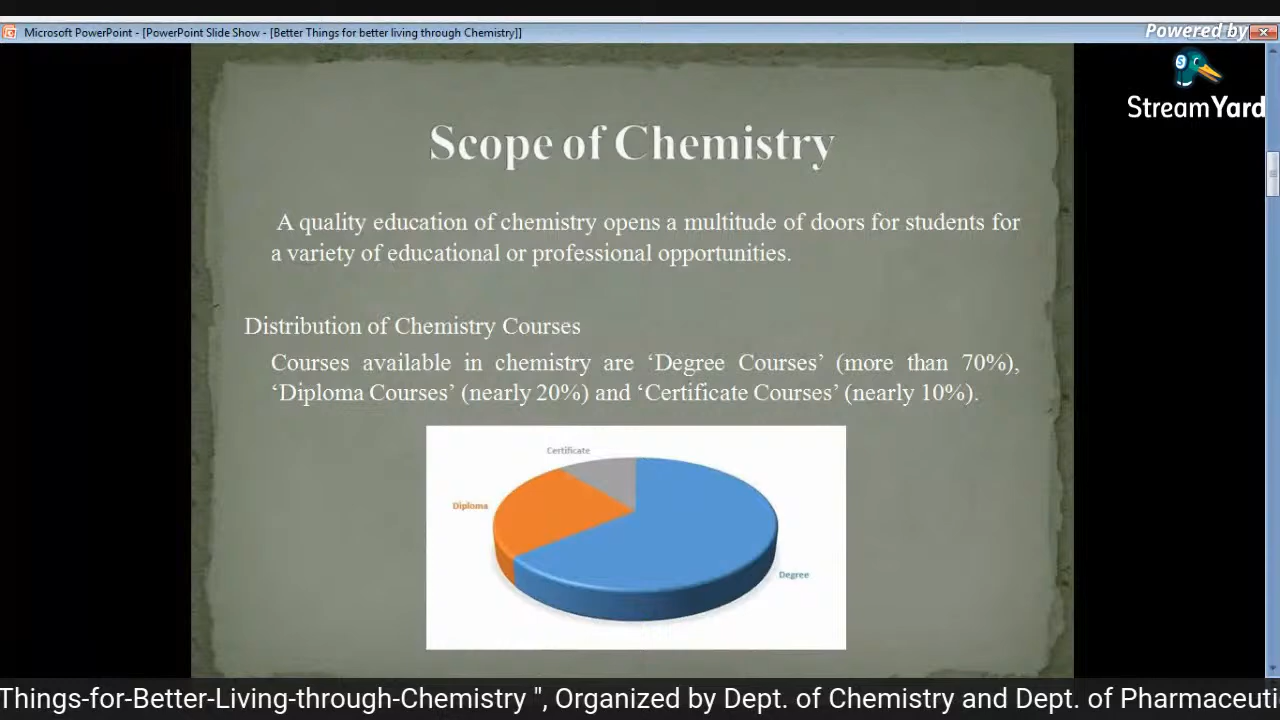 Microsoft PowerPoint - [PowerPoint Slide Show - [Better Things for better living through Chemistry]]
Powered by
StreamYard
Scope of Chemistry
A quality education of chemistry opens a multitude of doors for students for
a variety of educational or professional opportunities.
Distribution of Chemistry Courses
Courses available in chemistry are ‘Degree Courses’ (more than 70%),
‘Diploma Courses’ (nearly 20%) and ‘Certificate Courses’ (nearly 10%).
Certificate
Diploma
Degree
Things-for-Better-Living-through-Chemistry ", Organized by Dept. of Chemistry and Dept. of Pharmaceuti